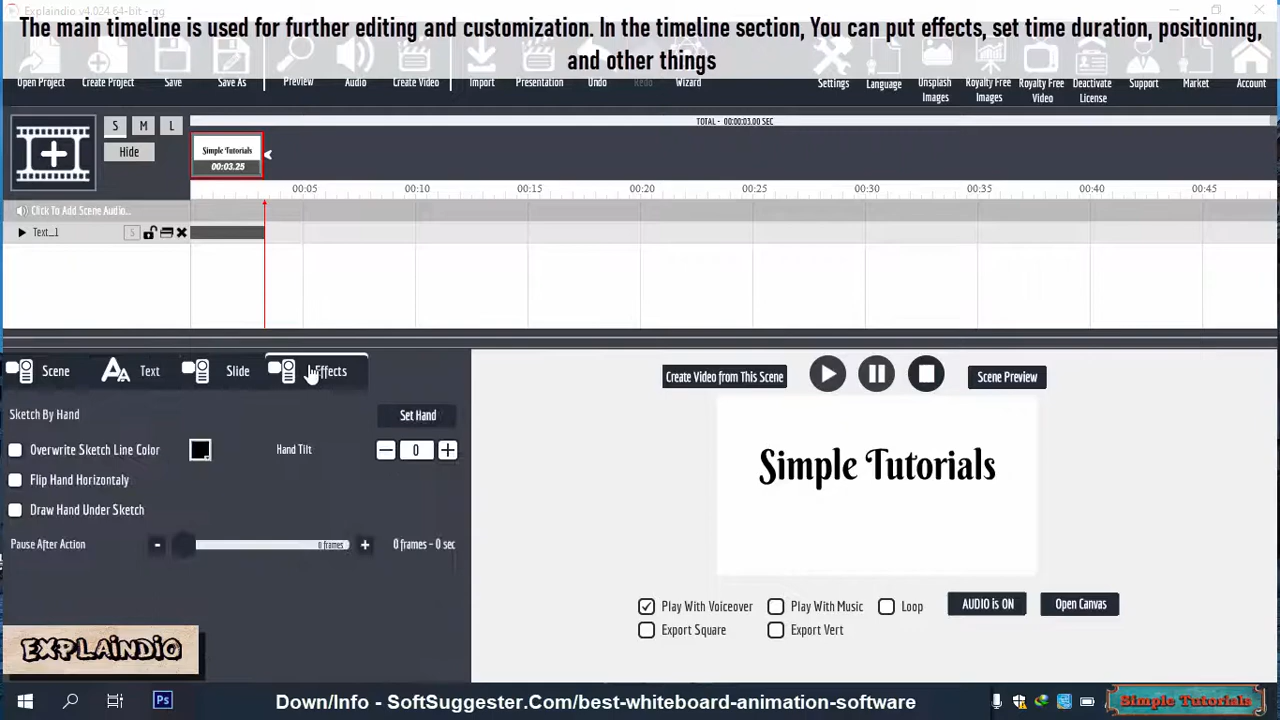 Explaindio v4.024.64-bit - gg
The main timeline is used for further editing and customization. In the timeline section, You can put effects, set time duration, positioning,
and other things
Open Project Create Project Save Save As Preview Audio Create Video Import Presentation Undo Redo Wizard Settings Language Unsplash Images Royalty Free Images Royalty Free Video Deactivate License Support Market Account
S M L
Hide
TOTAL - 00:00:03.00 SEC
Simple Tutorials
00:03.25
00:05 00:10 00:15 00:20 00:25 00:30 00:35 00:40 00:45
Click To Add Scene Audio...
Text_1 S
Scene Text Slide Effects
Sketch By Hand Set Hand
Overwrite Sketch Line Color Hand Tilt 0
Flip Hand Horizontaly
Draw Hand Under Sketch
Pause After Action - 0 frames + 0 frames - 0 sec
Create Video from This Scene Scene Preview
Simple Tutorials
Play With Voiceover Play With Music Loop AUDIO is ON Open Canvas
Export Square Export Vert
EXPLAINDIO
Ps
Down/Info - SoftSuggester.Com/best-whiteboard-animation-software
Simple Tutorials